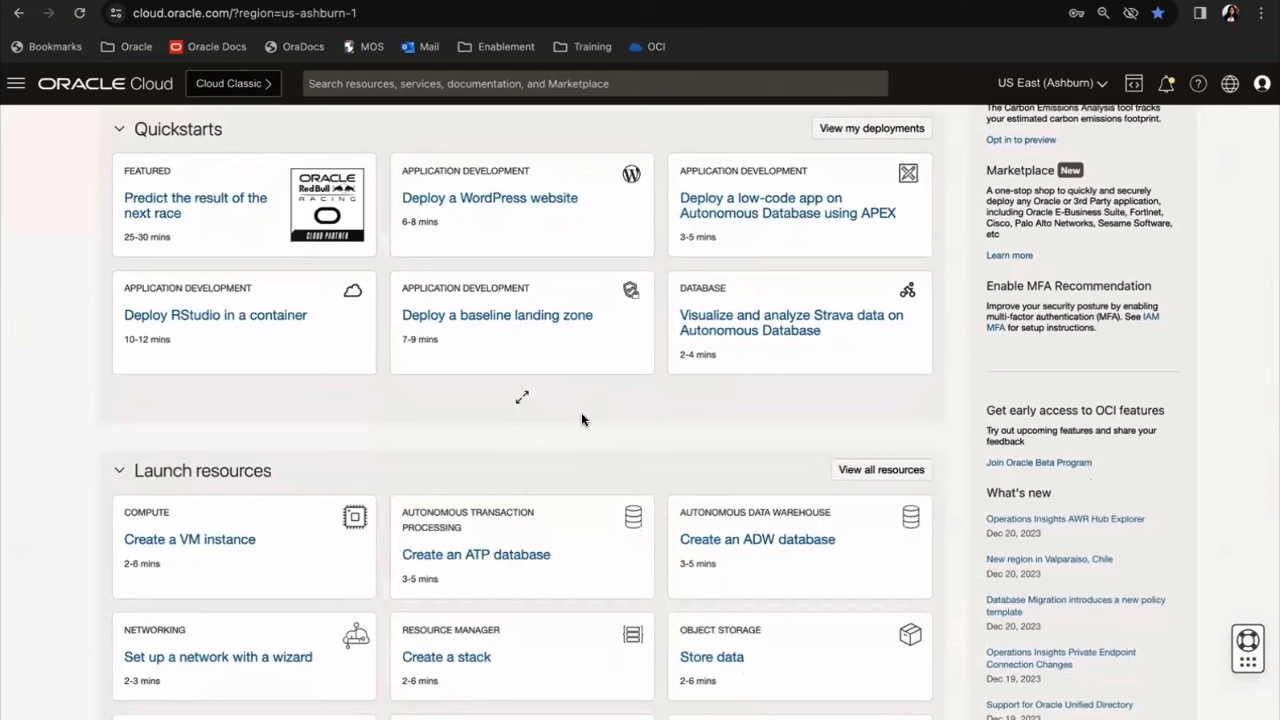 cloud.oracle.com/?region=us-ashburn-1
Bookmarks
Oracle
Oracle Docs
OraDocs
MOS
Mail
Enablement
Training
OCI
ORACLE Cloud
Cloud Classic
Search resources, services, documentation, and Marketplace
US East (Ashburn)
Quickstarts
View my deployments
FEATURED
Predict the result of the
next race
25-30 mins
ORACLE
Red Bull
RACING
CLOUD PARTNER
APPLICATION DEVELOPMENT
Deploy a WordPress website
6-8 mins
APPLICATION DEVELOPMENT
Deploy a low-code app on
Autonomous Database using APEX
3-5 mins
APPLICATION DEVELOPMENT
Deploy RStudio in a container
10-12 mins
APPLICATION DEVELOPMENT
Deploy a baseline landing zone
7-9 mins
DATABASE
Visualize and analyze Strava data on
Autonomous Database
2-4 mins
Launch resources
View all resources
COMPUTE
Create a VM instance
2-6 mins
AUTONOMOUS TRANSACTION
PROCESSING
Create an ATP database
3-5 mins
AUTONOMOUS DATA WAREHOUSE
Create an ADW database
3-5 mins
NETWORKING
Set up a network with a wizard
2-3 mins
RESOURCE MANAGER
Create a stack
2-6 mins
OBJECT STORAGE
Store data
2-6 mins
The Carbon Emissions Analysis tool tracks
your estimated carbon emissions footprint.
Opt in to preview
Marketplace New
A one-stop shop to quickly and securely
deploy any Oracle or 3rd Party application,
including Oracle E-Business Suite, Fortinet,
Cisco, Palo Alto Networks, Sesame Software,
etc
Learn more
Enable MFA Recommendation
Improve your security posture by enabling
multi-factor authentication (MFA). See IAM
MFA for setup instructions.
Get early access to OCI features
Try out upcoming features and share your
feedback
Join Oracle Beta Program
What's new
Operations Insights AWR Hub Explorer
Dec 20, 2023
New region in Valparaiso, Chile
Dec 20, 2023
Database Migration introduces a new policy
template
Dec 20, 2023
Operations Insights Private Endpoint
Connection Changes
Dec 19, 2023
Support for Oracle Unified Directory
Dec 19, 2023